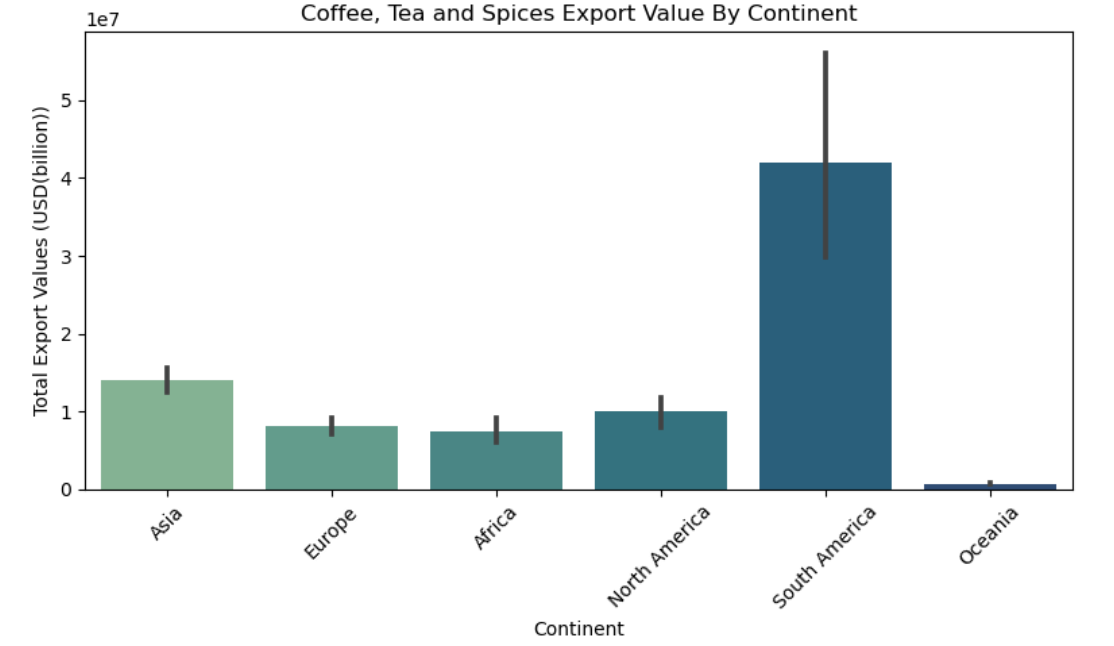 Coffee, Tea and Spices Export Value By Continent
1e7
Total Export Values (USD(billion))
5
4
3
2
1
0
Asia
Europe
Africa
North America
South America
Oceania
Continent